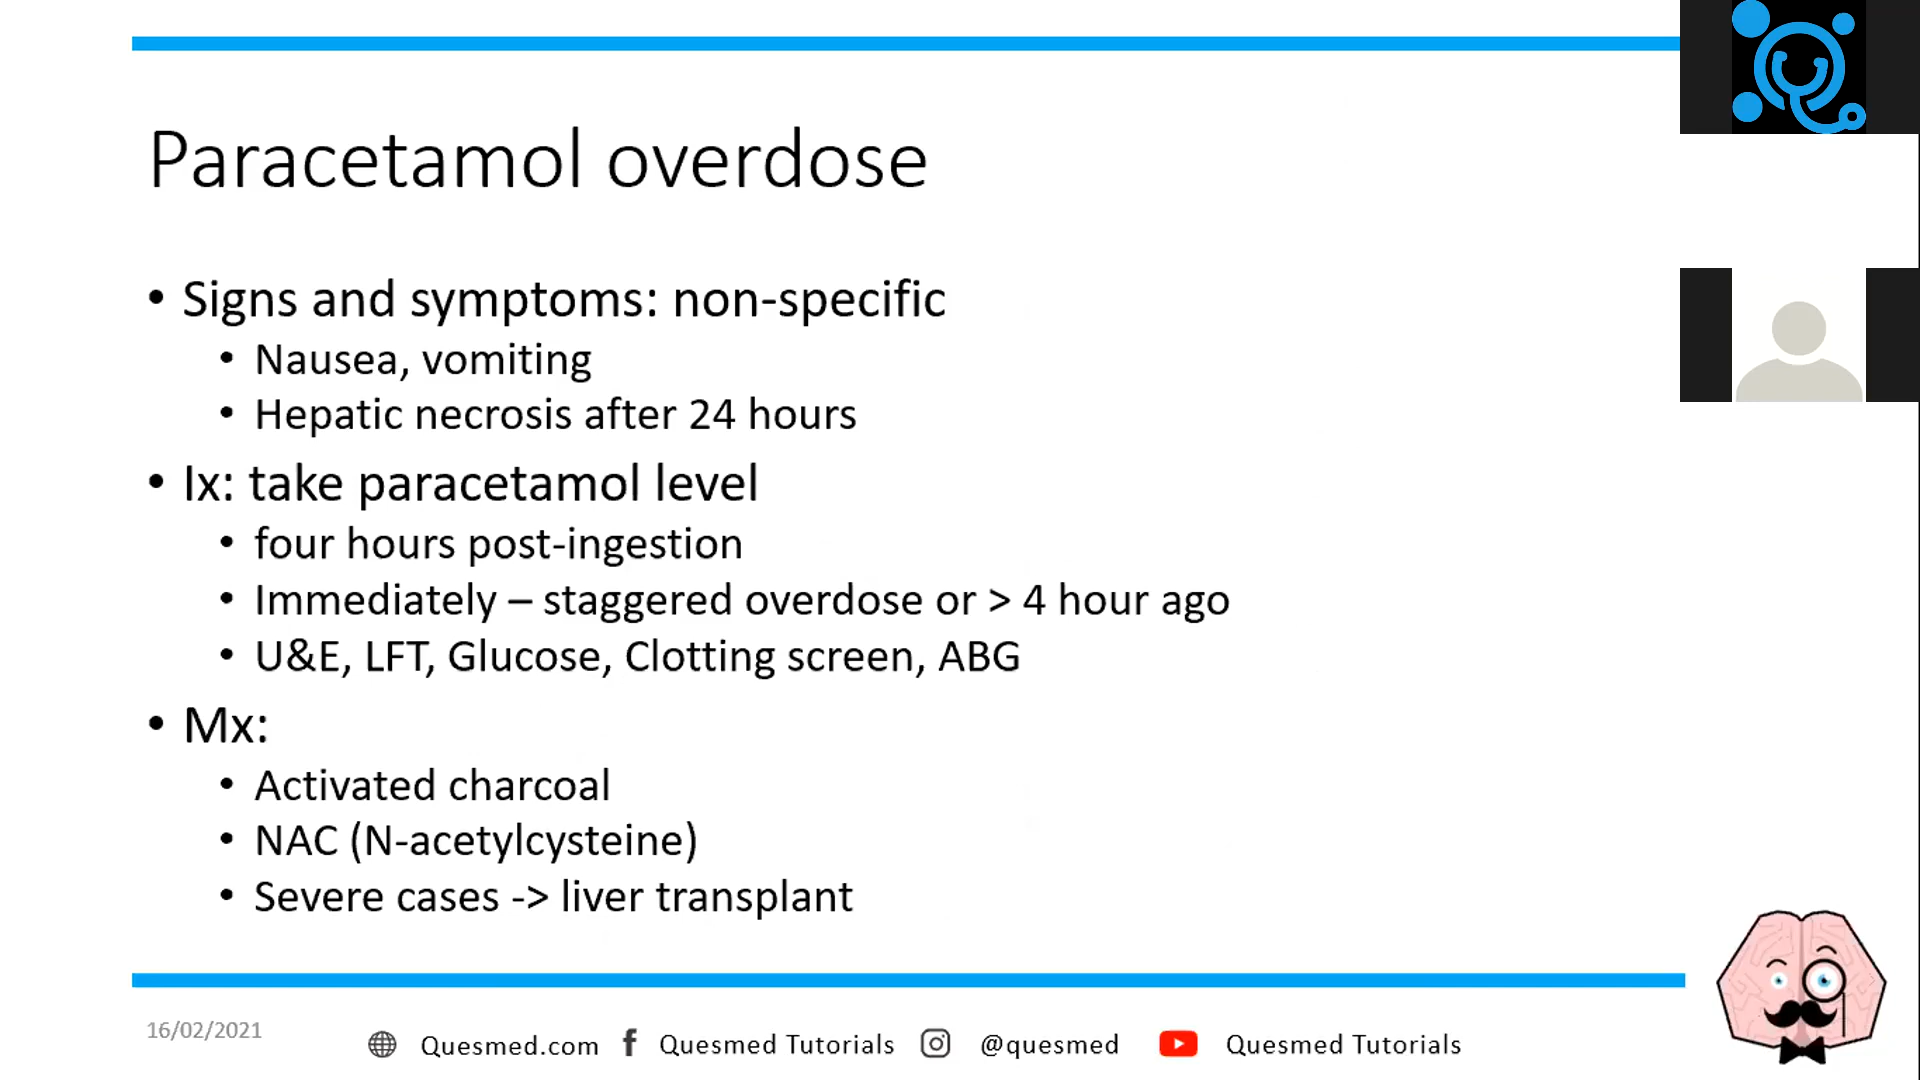 Paracetamol overdose
• Signs and symptoms: non-specific
• Nausea, vomiting
• Hepatic necrosis after 24 hours
• Ix: take paracetamol level
• four hours post-ingestion
• Immediately – staggered overdose or > 4 hour ago
• U&E, LFT, Glucose, Clotting screen, ABG
• Mx:
• Activated charcoal
• NAC (N-acetylcysteine)
• Severe cases -> liver transplant
16/02/2021 Quesmed.com Quesmed Tutorials @quesmed Quesmed Tutorials